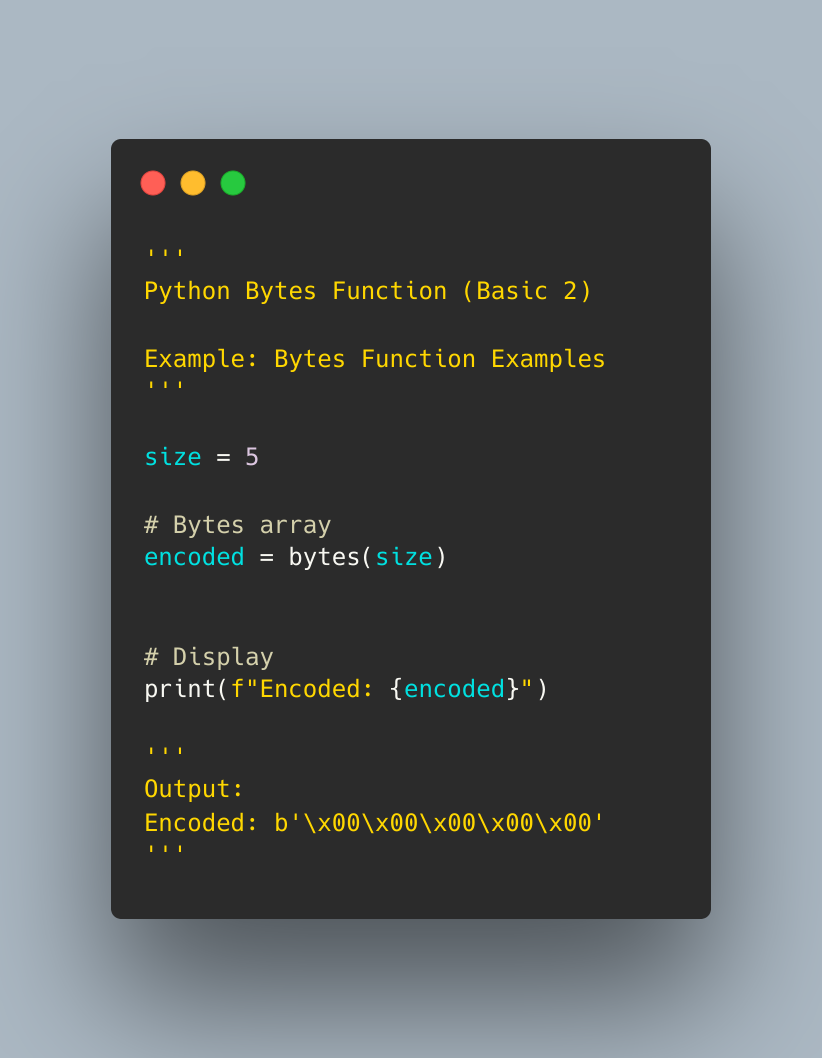 '''
Python Bytes Function (Basic 2)
Example: Bytes Function Examples
'''
size = 5
# Bytes array
encoded = bytes(size)
# Display
print(f"Encoded: {encoded}")
'''
Output:
Encoded: b'\x00\x00\x00\x00\x00'
'''